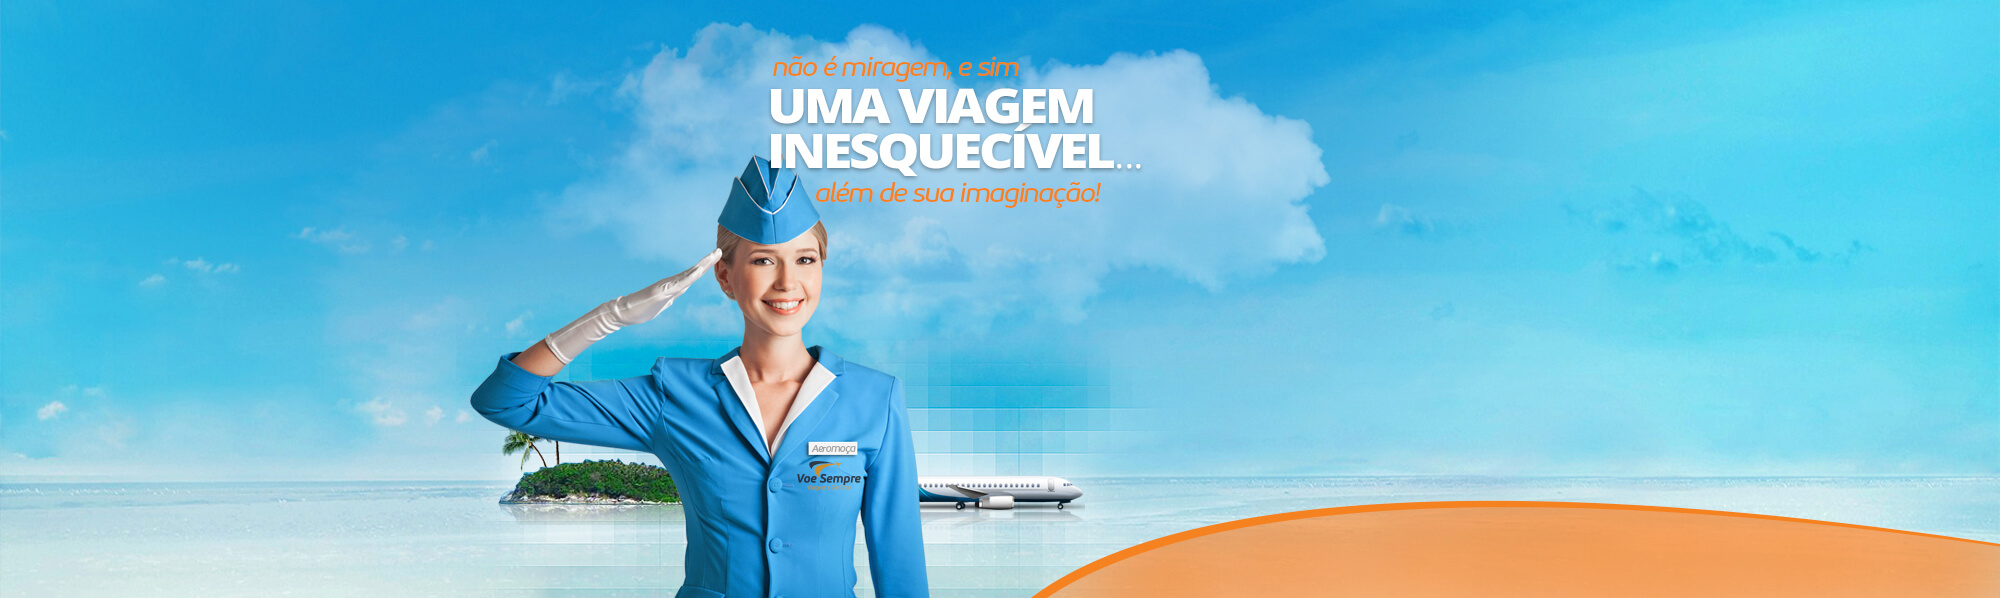 não é miragem, e sim
UMA VIAGEM
INESQUECÍVEL...
além de sua imaginação!
Aeromoça
Voe Sempre